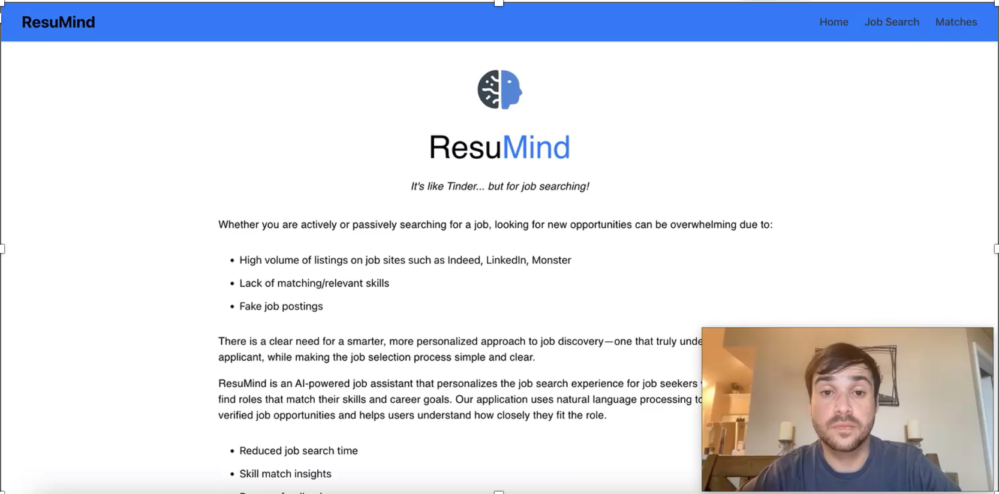 ResuMind
Home Job Search Matches
ResuMind
It's like Tinder... but for job searching!
Whether you are actively or passively searching for a job, looking for new opportunities can be overwhelming due to:
• High volume of listings on job sites such as Indeed, LinkedIn, Monster
• Lack of matching/relevant skills
• Fake job postings
There is a clear need for a smarter, more personalized approach to job discovery—one that truly unde
applicant, while making the job selection process simple and clear.
ResuMind is an AI-powered job assistant that personalizes the job search experience for job seekers
find roles that match their skills and career goals. Our application uses natural language processing to
verified job opportunities and helps users understand how closely they fit the role.
• Reduced job search time
• Skill match insights